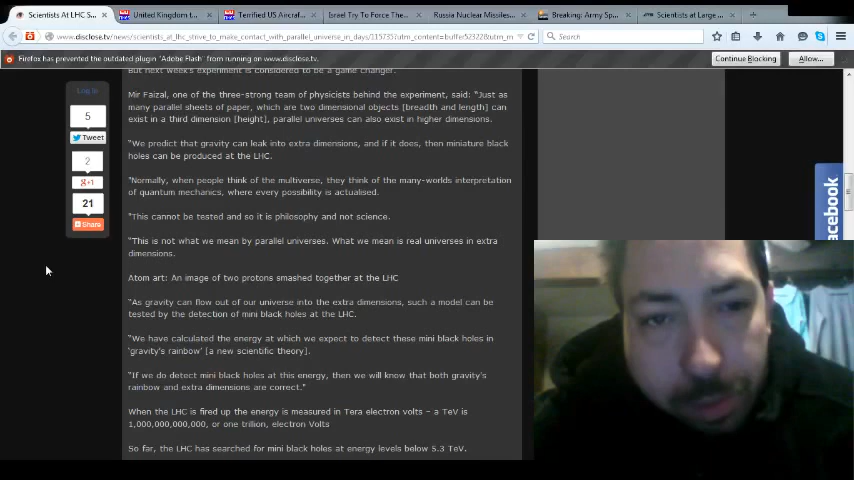 Scientists At LHC S...
United Kingdom t...
Terrified US Aircraf...
Israel Try To Force The...
Russia Nuclear Missiles...
Breaking: Army Sp...
Scientists at Large ...
www.disclose.tv/news/scientists_at_lhc_strive_to_make_contact_with_parallel_universe_in_days/115735?utm_content=buffer52322&utm_m
Search
Firefox has prevented the outdated plugin "Adobe Flash" from running on www.disclose.tv.
Continue Blocking
Allow...
But next week's experiment is considered to be a game changer.
Log In
5
Tweet
2
g+1
21
Share
Mir Faizal, one of the three-strong team of physicists behind the experiment, said: "Just as
many parallel sheets of paper, which are two dimensional objects [breadth and length] can
exist in a third dimension [height], parallel universes can also exist in higher dimensions.
"We predict that gravity can leak into extra dimensions, and if it does, then miniature black
holes can be produced at the LHC.
"Normally, when people think of the multiverse, they think of the many-worlds interpretation
of quantum mechanics, where every possibility is actualised.
"This cannot be tested and so it is philosophy and not science.
"This is not what we mean by parallel universes. What we mean is real universes in extra
dimensions.
Atom art: An image of two protons smashed together at the LHC
"As gravity can flow out of our universe into the extra dimensions, such a model can be
tested by the detection of mini black holes at the LHC.
"We have calculated the energy at which we expect to detect these mini black holes in
'gravity's rainbow' [a new scientific theory].
"If we do detect mini black holes at this energy, then we will know that both gravity's
rainbow and extra dimensions are correct."
When the LHC is fired up the energy is measured in Tera electron volts – a TeV is
1,000,000,000,000, or one trillion, electron Volts
So far, the LHC has searched for mini black holes at energy levels below 5.3 TeV.
facebook